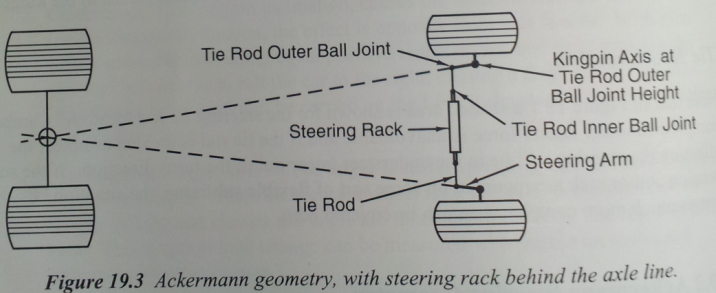 Tie Rod Outer Ball Joint
Kingpin Axis at
Tie Rod Outer
Ball Joint Height
Steering Rack
Tie Rod Inner Ball Joint
Steering Arm
Tie Rod
Figure 19.3 Ackermann geometry, with steering rack behind the axle line.